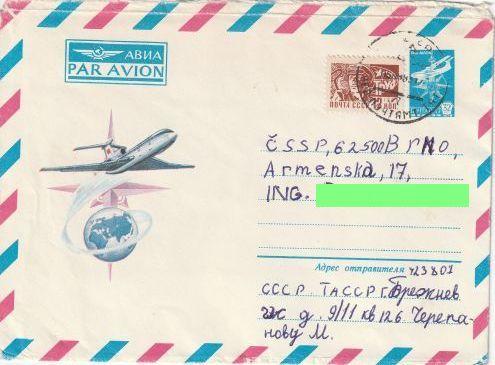 АВИА
PAR AVION
ПОЧТА СССР
ČSSP, 62500 BRNO,
Armenska, 17,
ING.
Адрес отправителя 423807
СССР ТАССР г. Брежнев
д. 9/11 кв 126 Черепа-
нову М.